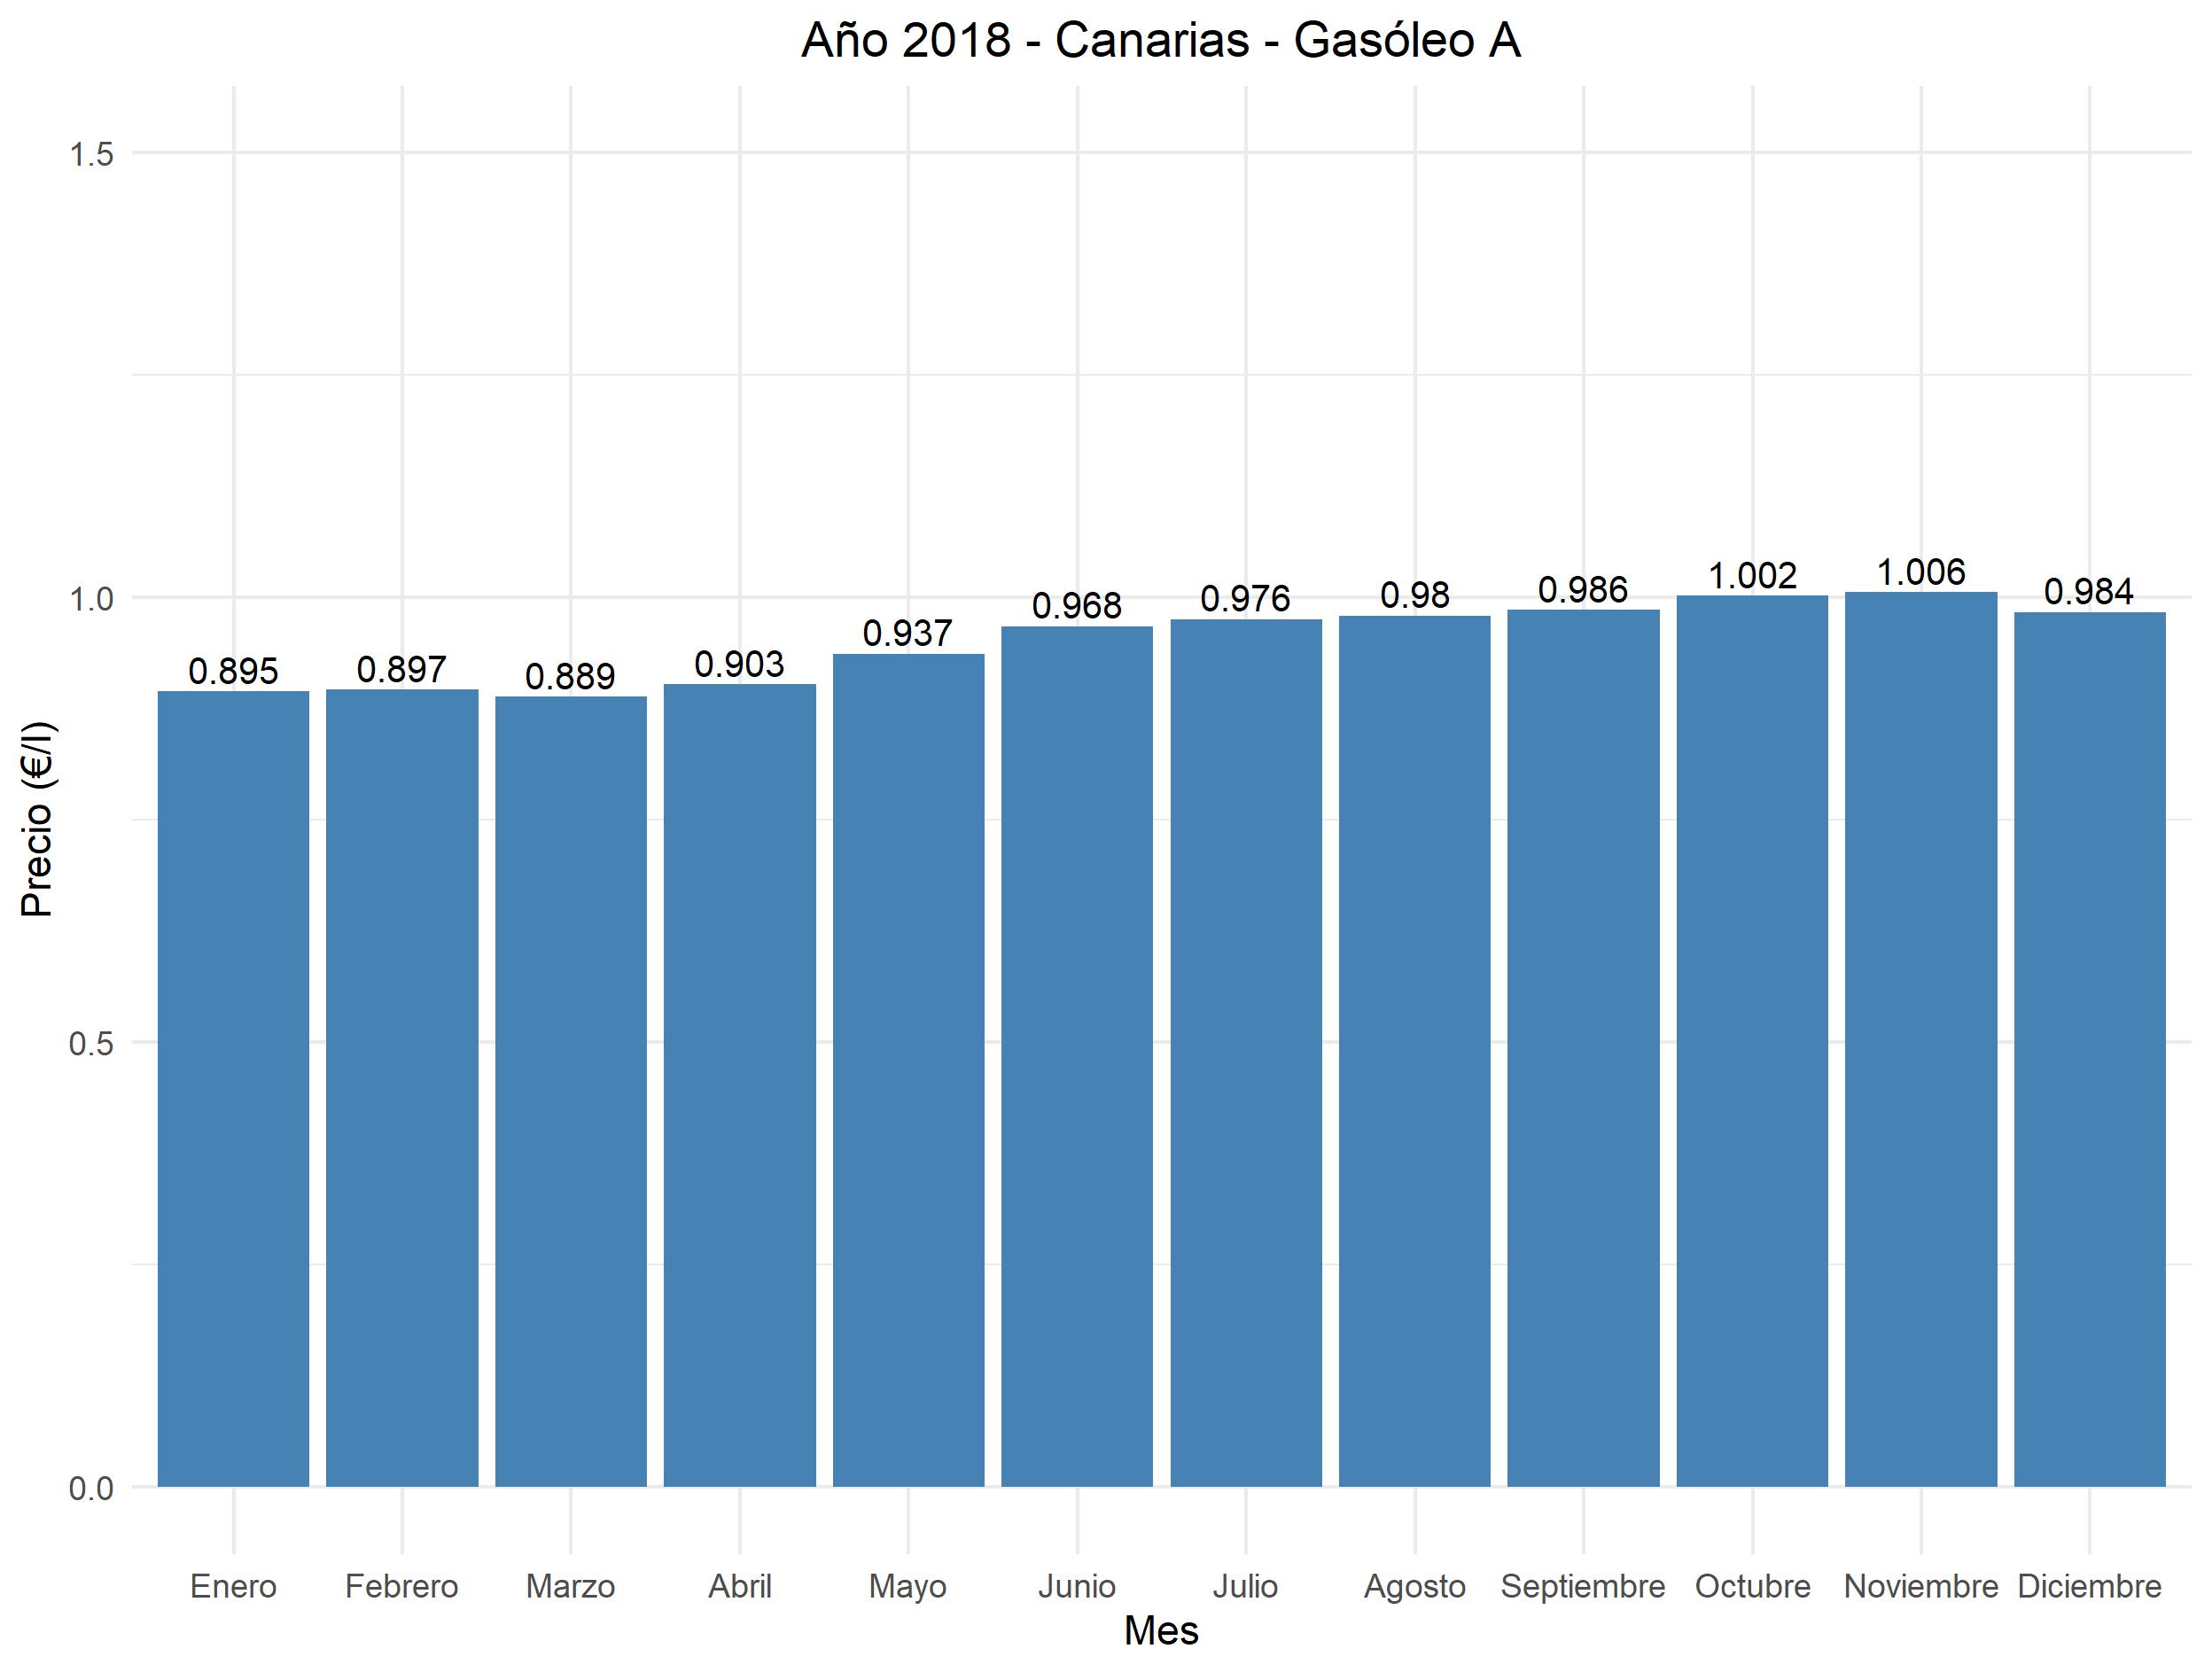 Año 2018 - Canarias - Gasóleo A
1.5
1.0
0.5
0.0
Precio (€/l)
0.895
0.897
0.889
0.903
0.937
0.968
0.976
0.98
0.986
1.002
1.006
0.984
Enero
Febrero
Marzo
Abril
Mayo
Junio
Julio
Agosto
Septiembre
Octubre
Noviembre
Diciembre
Mes